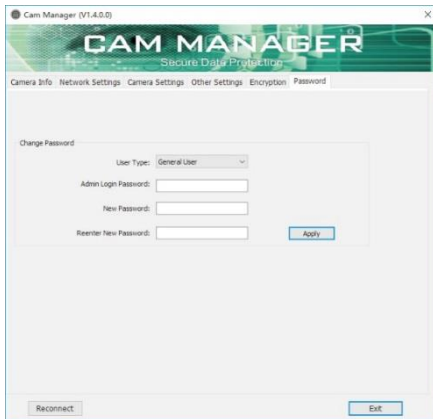 Cam Manager (V1.4.0.0)
CAM MANAGER
Secure Data Protection
Camera Info Network Settings Camera Settings Other Settings Encryption Password
Change Password
User Type: General User
Admin Login Password:
New Password:
Reenter New Password:
Apply
Reconnect Exit